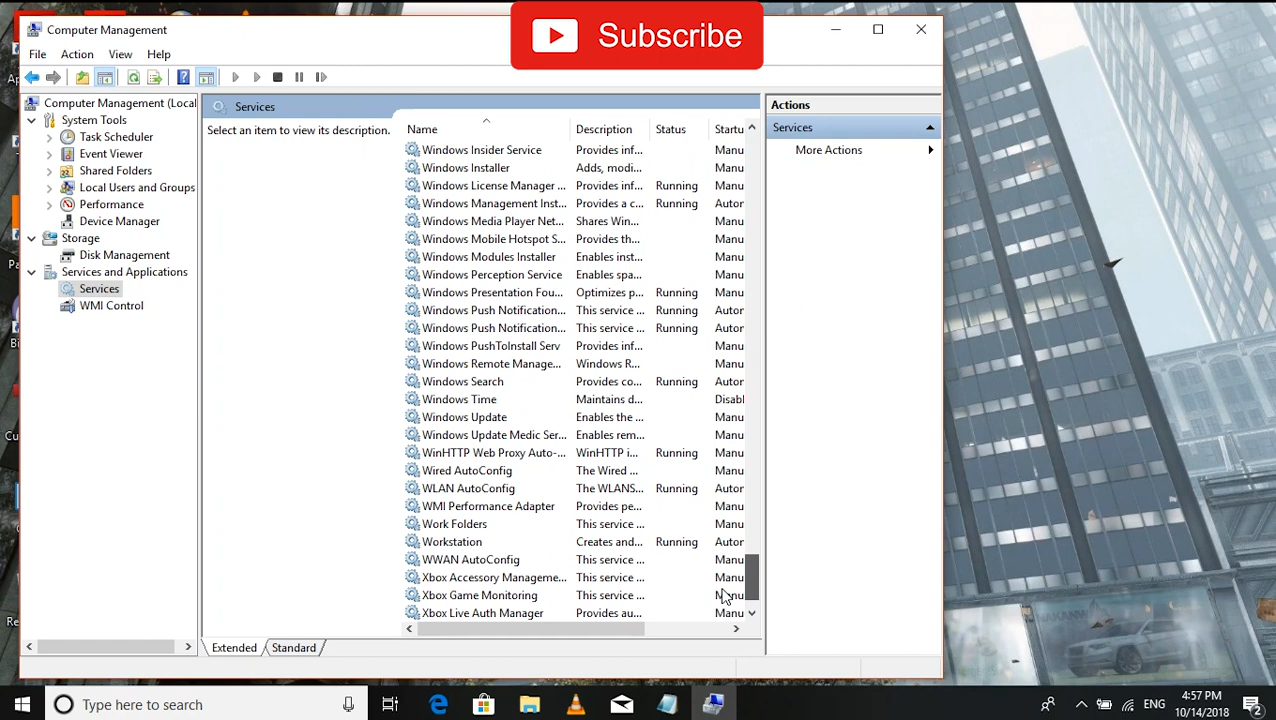 Subscribe
Computer Management
File Action View Help
Computer Management (Local
System Tools
Task Scheduler
Event Viewer
Shared Folders
Local Users and Groups
Performance
Device Manager
Storage
Disk Management
Services and Applications
Services
WMI Control
Services
Select an item to view its description.
Name Description Status Startu
Windows Insider Service Provides inf... Manu
Windows Installer Adds, modi... Manu
Windows License Manager ... Provides inf... Running Manu
Windows Management Inst... Provides a c... Running Autor
Windows Media Player Net... Shares Win... Manu
Windows Mobile Hotspot S... Provides th... Manu
Windows Modules Installer Enables inst... Manu
Windows Perception Service Enables spa... Manu
Windows Presentation Fou... Optimizes p... Running Manu
Windows Push Notification... This service ... Running Autor
Windows Push Notification... This service ... Running Autor
Windows PushToInstall Serv Provides inf... Manu
Windows Remote Manage... Windows R... Manu
Windows Search Provides co... Running Autor
Windows Time Maintains d... Disabl
Windows Update Enables the ... Manu
Windows Update Medic Ser... Enables rem... Manu
WinHTTP Web Proxy Auto-... WinHTTP i... Running Manu
Wired AutoConfig The Wired ... Manu
WLAN AutoConfig The WLANS... Running Autor
WMI Performance Adapter Provides pe... Manu
Work Folders This service ... Manu
Workstation Creates and... Running Autor
WWAN AutoConfig This service ... Manu
Xbox Accessory Manageme... This service ... Manu
Xbox Game Monitoring This service ... Manu
Xbox Live Auth Manager Provides au... Manu
Extended Standard
Actions
Services
More Actions
Type here to search
ENG
4:57 PM
10/14/2018
2